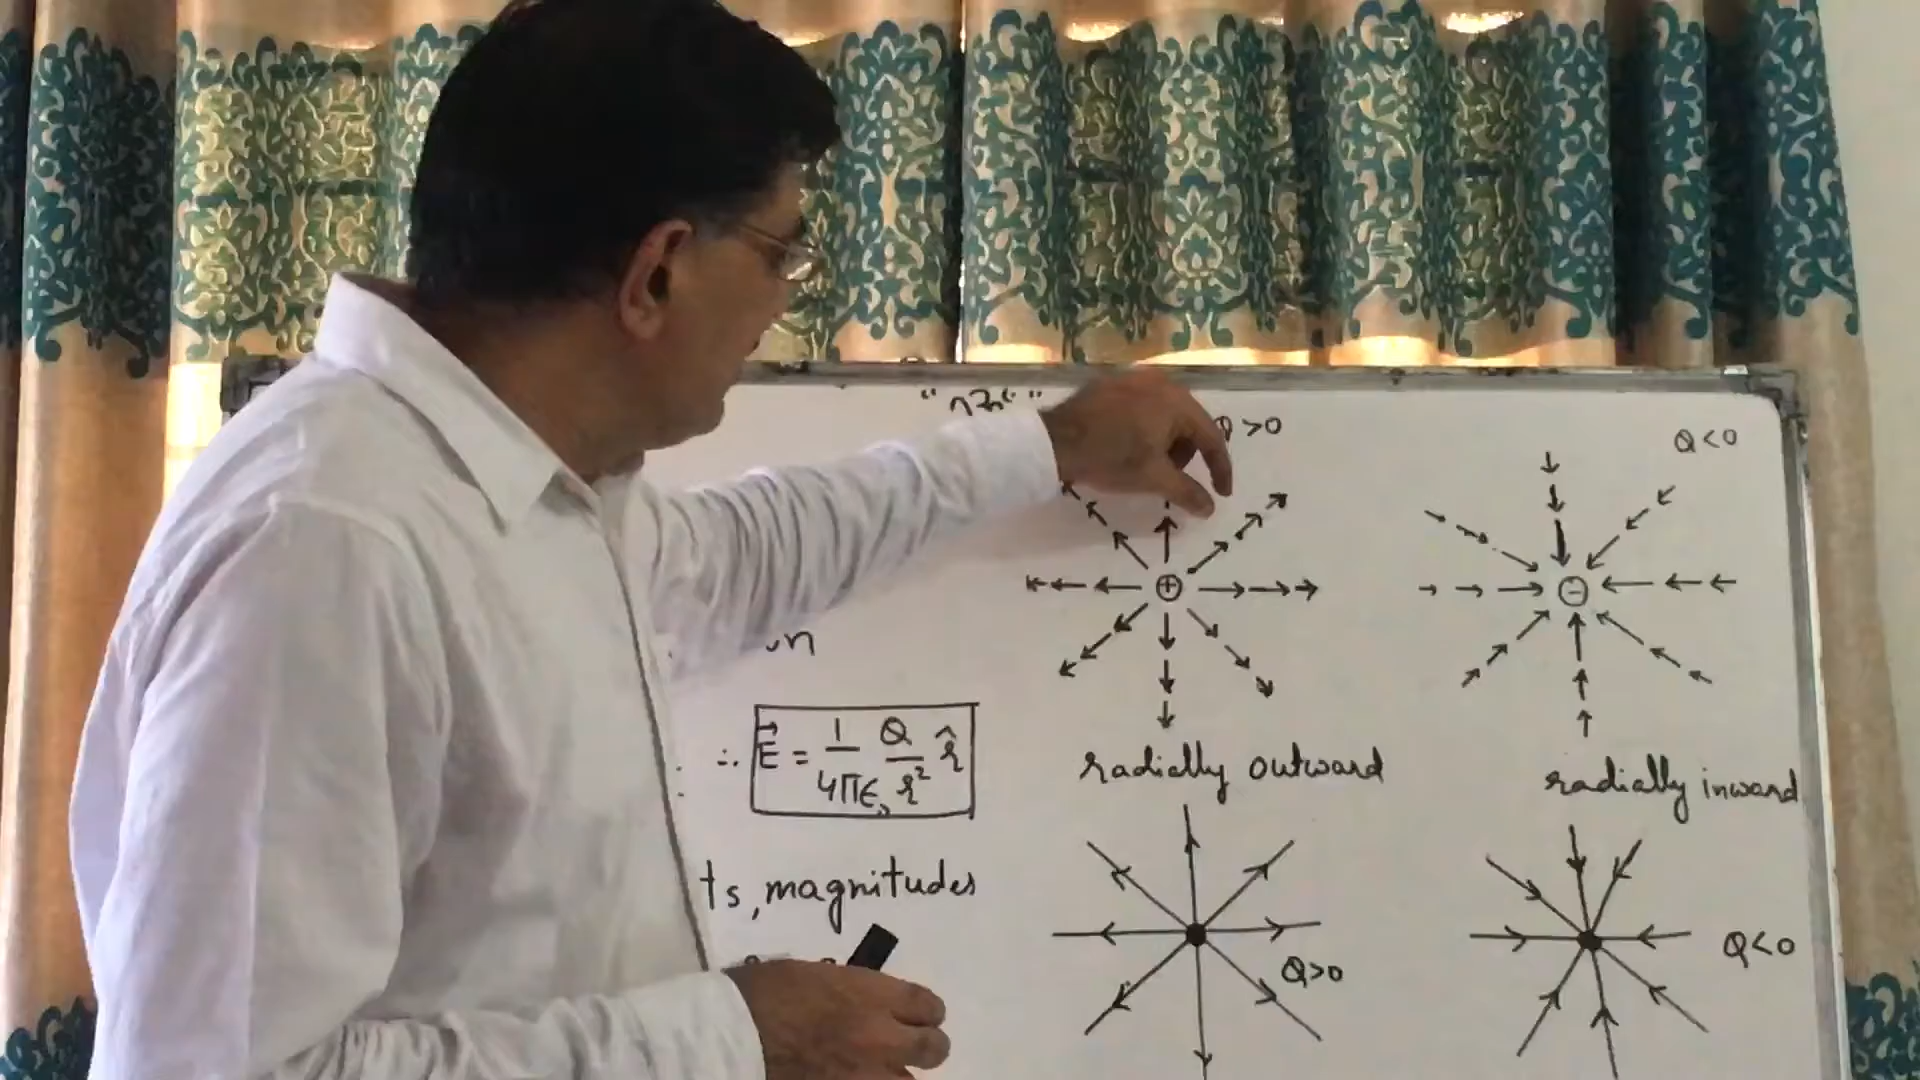 Q>0
Q<0
+
-
∴ E⃗ = 1/4πε₀ Q/r² r̂
radially outward
radially inward
ts, magnitudes
Q>0
Q<0